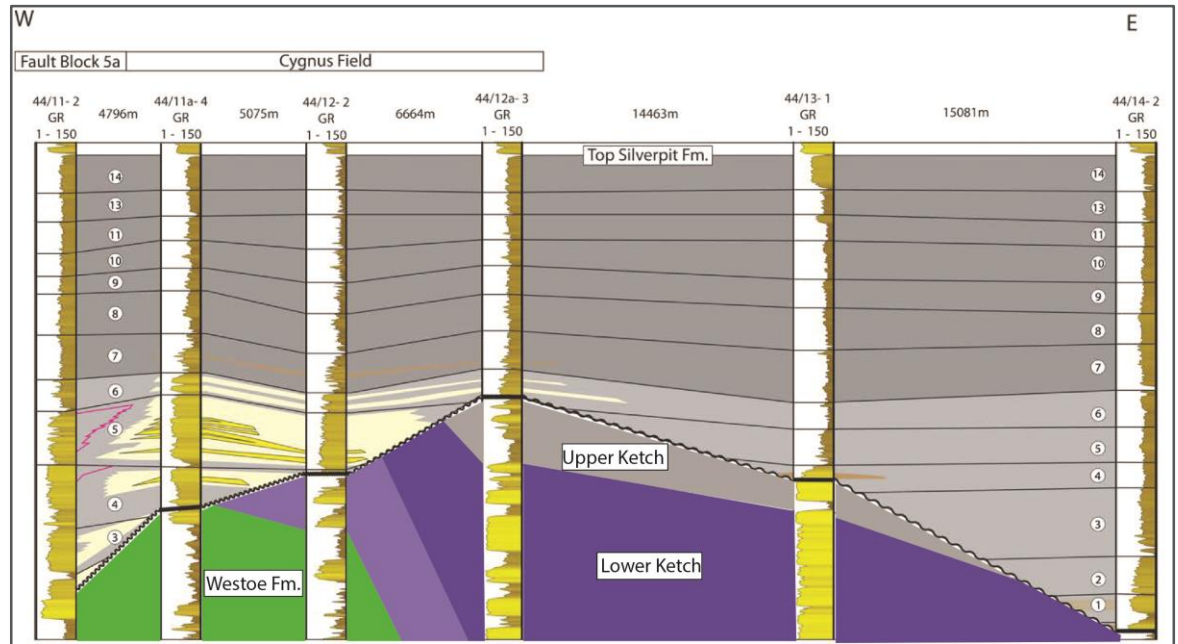 W
E
Fault Block 5a
Cygnus Field
44/11- 2
GR
1 - 150
4796m
44/11a- 4
GR
1 - 150
5075m
44/12- 2
GR
1 - 150
6664m
44/12a- 3
GR
1 - 150
14463m
44/13- 1
GR
1 - 150
15081m
44/14- 2
GR
1 - 150
Top Silverpit Fm.
14
13
11
10
9
8
7
6
5
4
3
14
13
11
10
9
8
7
6
5
4
3
2
1
Upper Ketch
Lower Ketch
Westoe Fm.